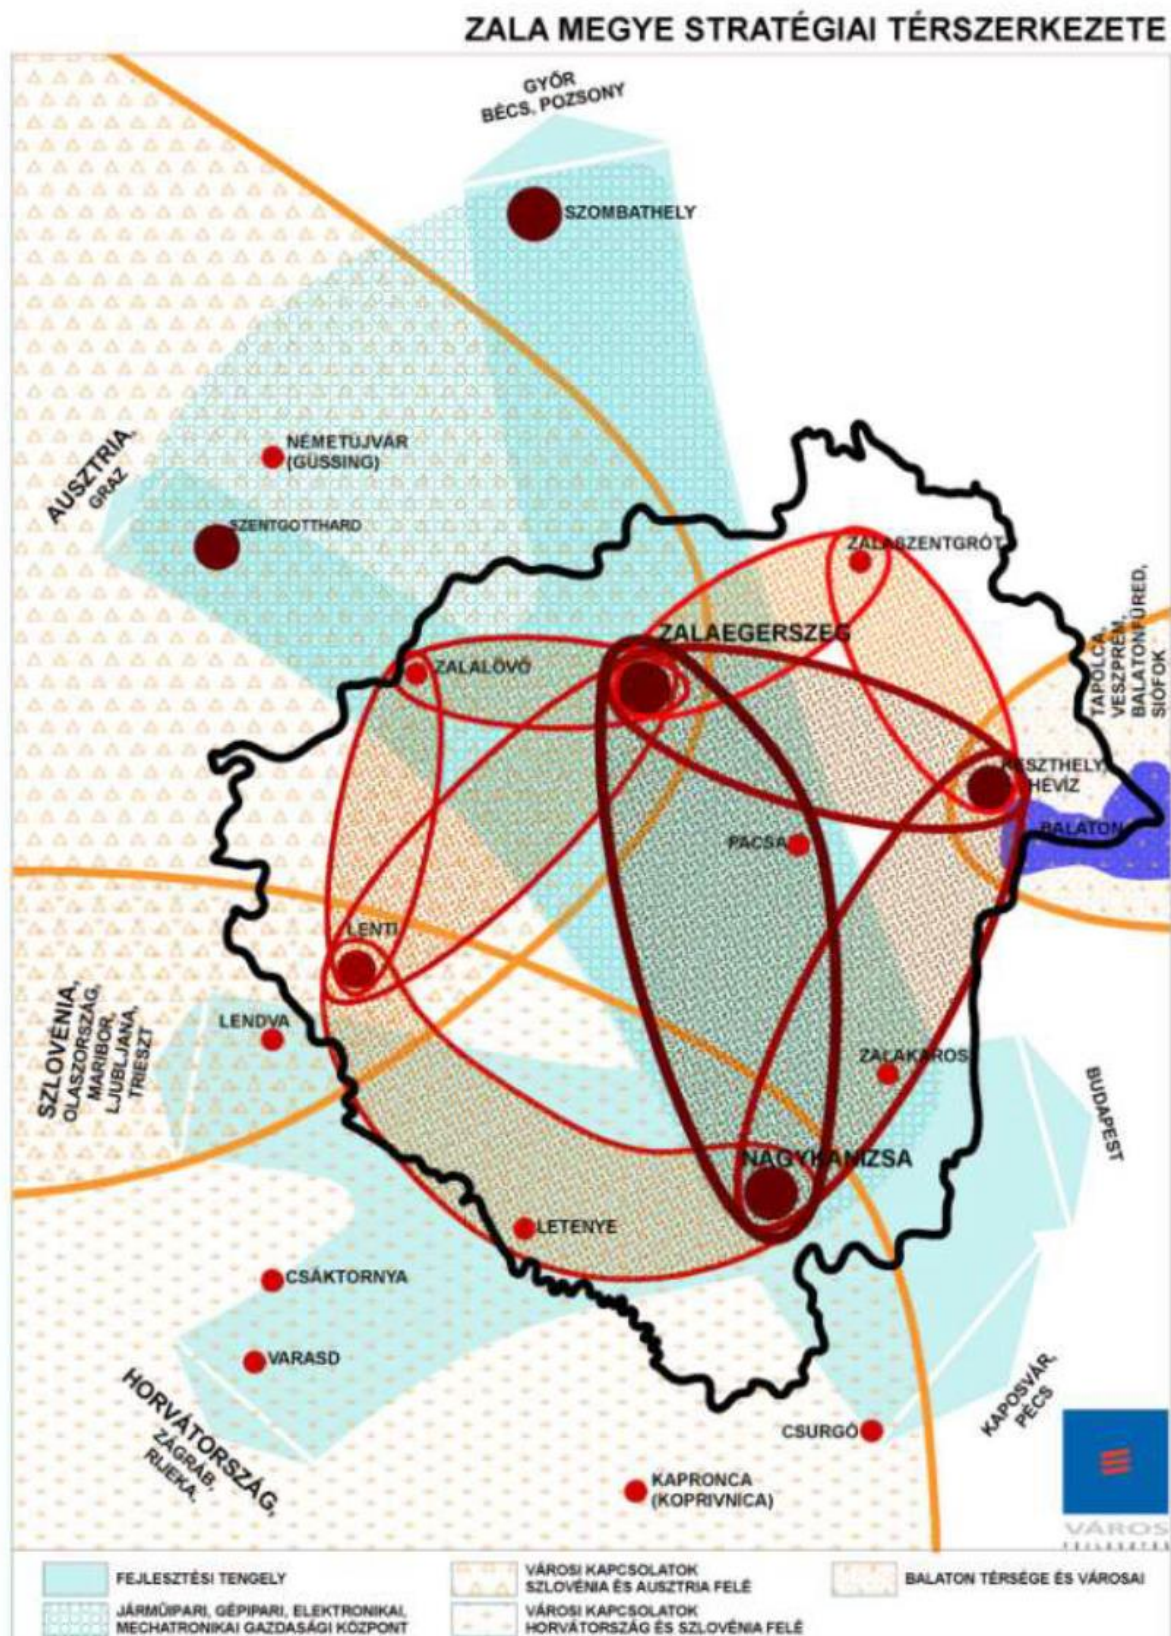 ZALA MEGYE STRATÉGIAI TÉRSZERKEZETE
GYŐR
BÉCS, POZSONY
SZOMBATHELY
NÉMETÚJVÁR
(GÜSSING)
AUSZTRIA,
GRAZ
SZENTGOTTHARD
ZALASZENTGRÓT
TAPOLCA,
VESZPRÉM,
BALATONFÜRED,
SIÓFOK
ZALAEGERSZEG
ZALALÖVŐ
KESZTHELY,
HÉVÍZ
BALATON
PACSA
LENTI
SZLOVÉNIA,
OLASZORSZÁG,
MARIBOR,
LJUBLJANA,
TRIESZT
LENDVA
ZALAKAROS
BUDAPEST
NAGYKANIZSA
LETENYE
CSÁKTORNYA
VARASD
HORVÁTORSZÁG,
ZÁGRÁB,
RIJEKA,
KAPOSVÁR,
PÉCS
CSURGÓ
KAPRONCA
(KOPRIVNICA)
VÁROS
FEJLESZTÉSI TENGELY
JÁRMŰIPARI, GÉPIPARI, ELEKTRONIKAI,
MECHATRONIKAI GAZDASÁGI KÖZPONT
VÁROSI KAPCSOLATOK
SZLOVÉNIA ÉS AUSZTRIA FELÉ
VÁROSI KAPCSOLATOK
HORVÁTORSZÁG ÉS SZLOVÉNIA FELÉ
BALATON TÉRSÉGE ÉS VÁROSAI